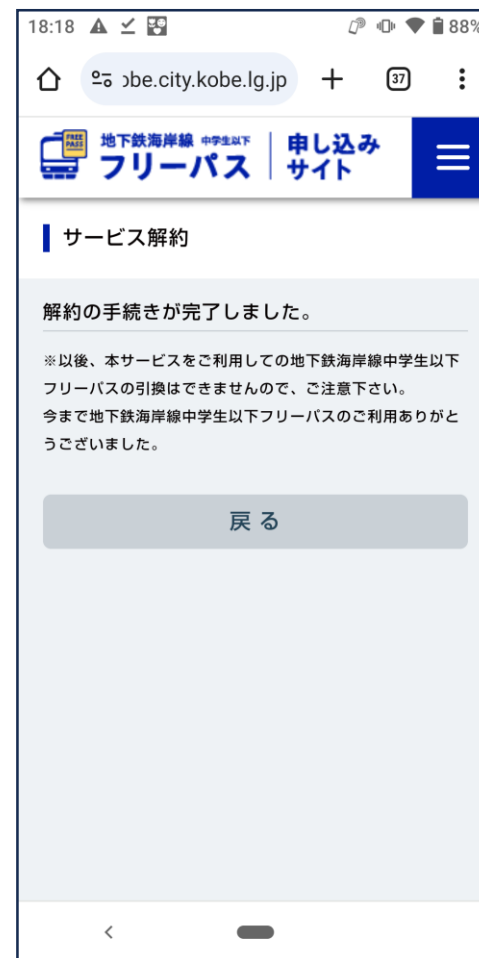 18:18
88%
obe.city.kobe.lg.jp
37
FREE PASS
地下鉄海岸線 中学生以下
フリーパス
申し込み
サイト
サービス解約
解約の手続きが完了しました。
※以後、本サービスをご利用しての地下鉄海岸線中学生以下
フリーパスの引換はできませんので、ご注意下さい。
今まで地下鉄海岸線中学生以下フリーパスのご利用ありがと
うございました。
戻る